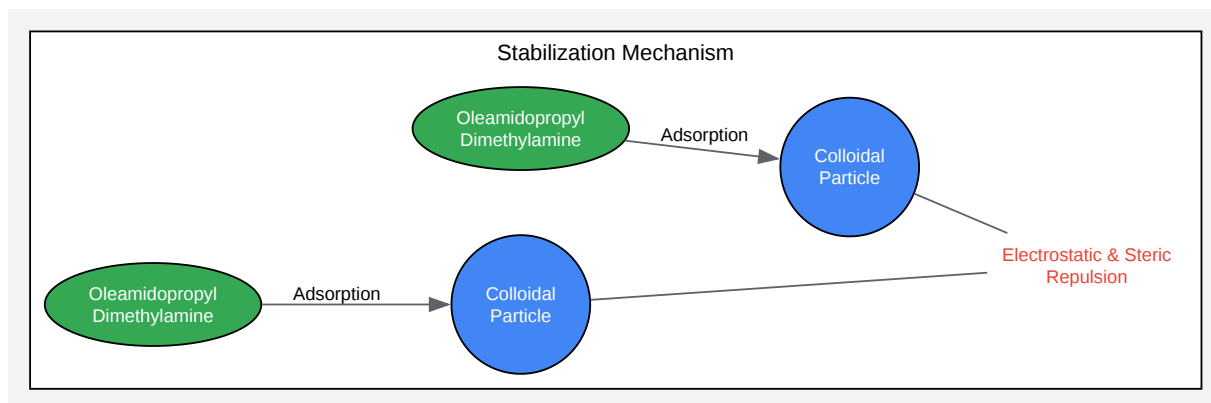 Stabilization Mechanism
Oleamidopropyl
Dimethylamine
Adsorption
Colloidal
Particle
Electrostatic & Steric
Repulsion
Oleamidopropyl
Dimethylamine
Adsorption
Colloidal
Particle